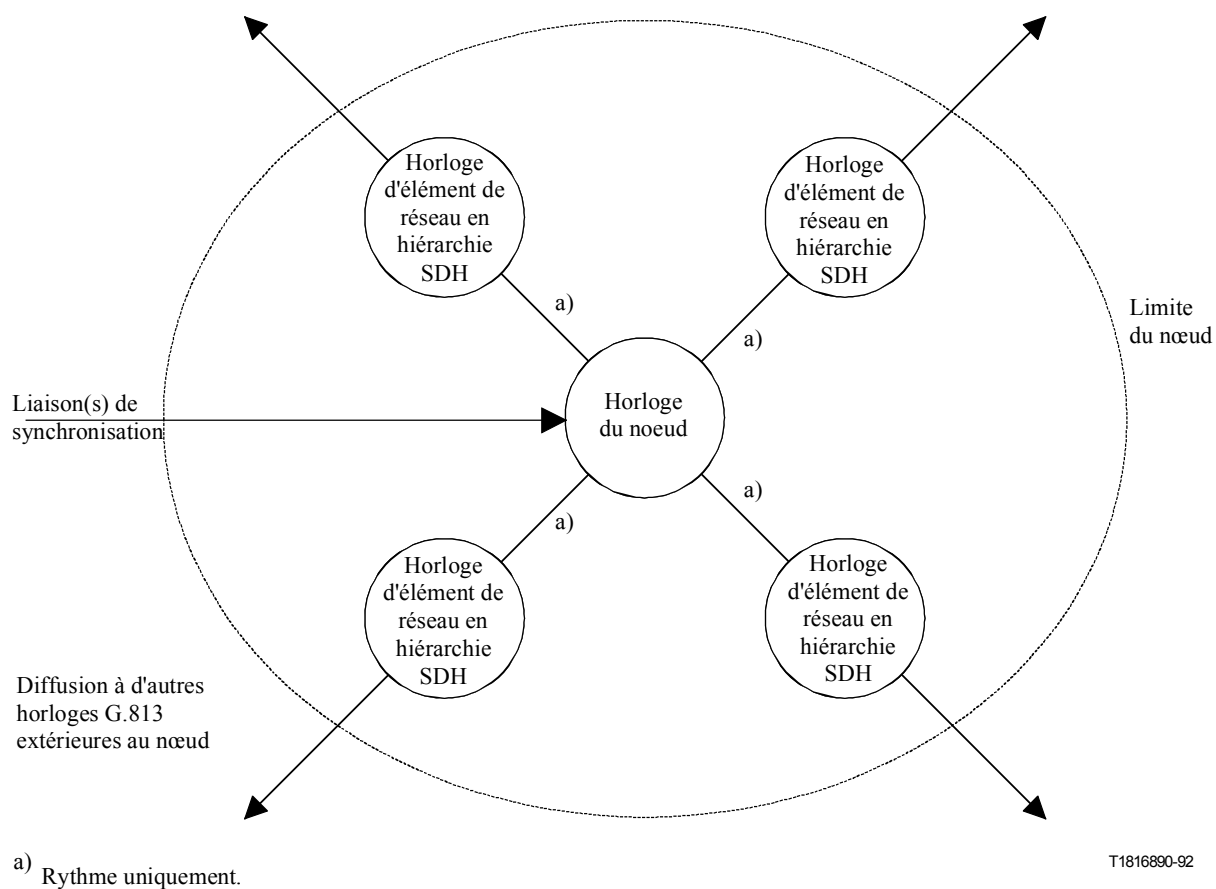 Horloge
d'élément de
réseau en
hiérarchie
SDH
Horloge
d'élément de
réseau en
hiérarchie
SDH
a)
a)
Limite
du nœud
Liaison(s) de
synchronisation
Horloge
du noeud
a)
a)
Horloge
d'élément de
réseau en
hiérarchie
SDH
Horloge
d'élément de
réseau en
hiérarchie
SDH
Diffusion à d'autres
horloges G.813
extérieures au nœud
a) Rythme uniquement.
T1816890-92